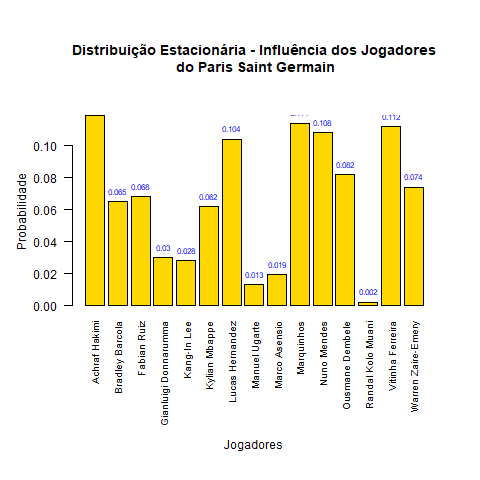 Distribuição Estacionária - Influência dos Jogadores
do Paris Saint Germain
Probabilidade
0.10
0.08
0.06
0.04
0.02
0.00
0.065
0.068
0.03
0.028
0.062
0.104
0.013
0.019
0.108
0.082
0.002
0.112
0.074
Achraf Hakimi
Bradley Barcola
Fabian Ruiz
Gianluigi Donnarumma
Kang-In Lee
Kylian Mbappe
Lucas Hernandez
Manuel Ugarte
Marco Asensio
Marquinhos
Nuno Mendes
Ousmane Dembele
Randal Kolo Muani
Vitinha Ferreira
Warren Zaire-Emery
Jogadores